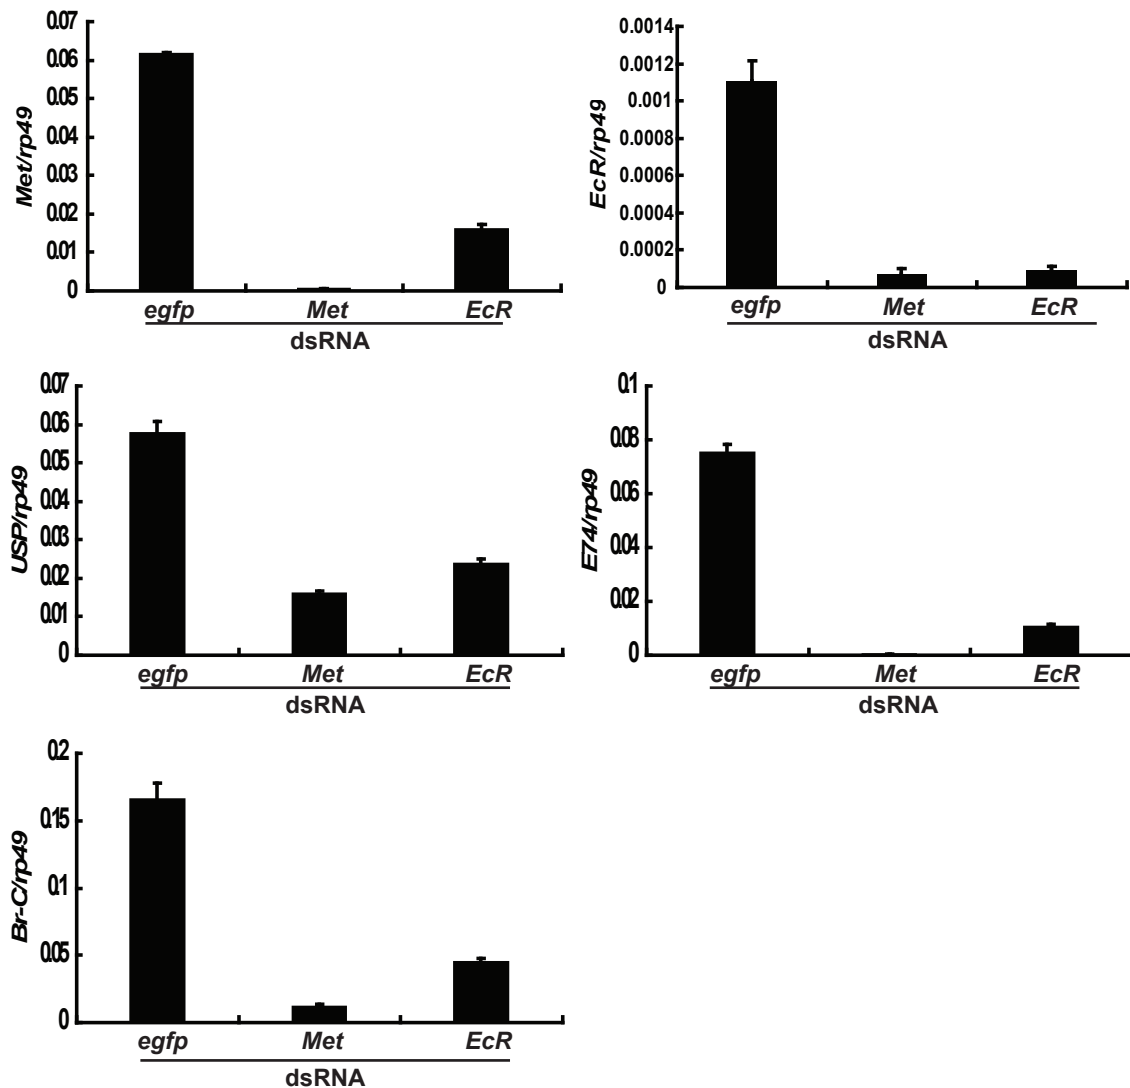 0.07
0.06
0.05
0.04
0.03
0.02
0.01
0
Met/rp49
egfp Met EcR
dsRNA
0.0014
0.0012
0.001
0.0008
0.0006
0.0004
0.0002
0
EcR/rp49
egfp Met EcR
dsRNA
0.07
0.06
0.05
0.04
0.03
0.02
0.01
0
USP/rp49
egfp Met EcR
dsRNA
0.1
0.08
0.06
0.04
0.02
0
E74/rp49
egfp Met EcR
dsRNA
0.2
0.15
0.1
0.05
0
Br-C/rp49
egfp Met EcR
dsRNA